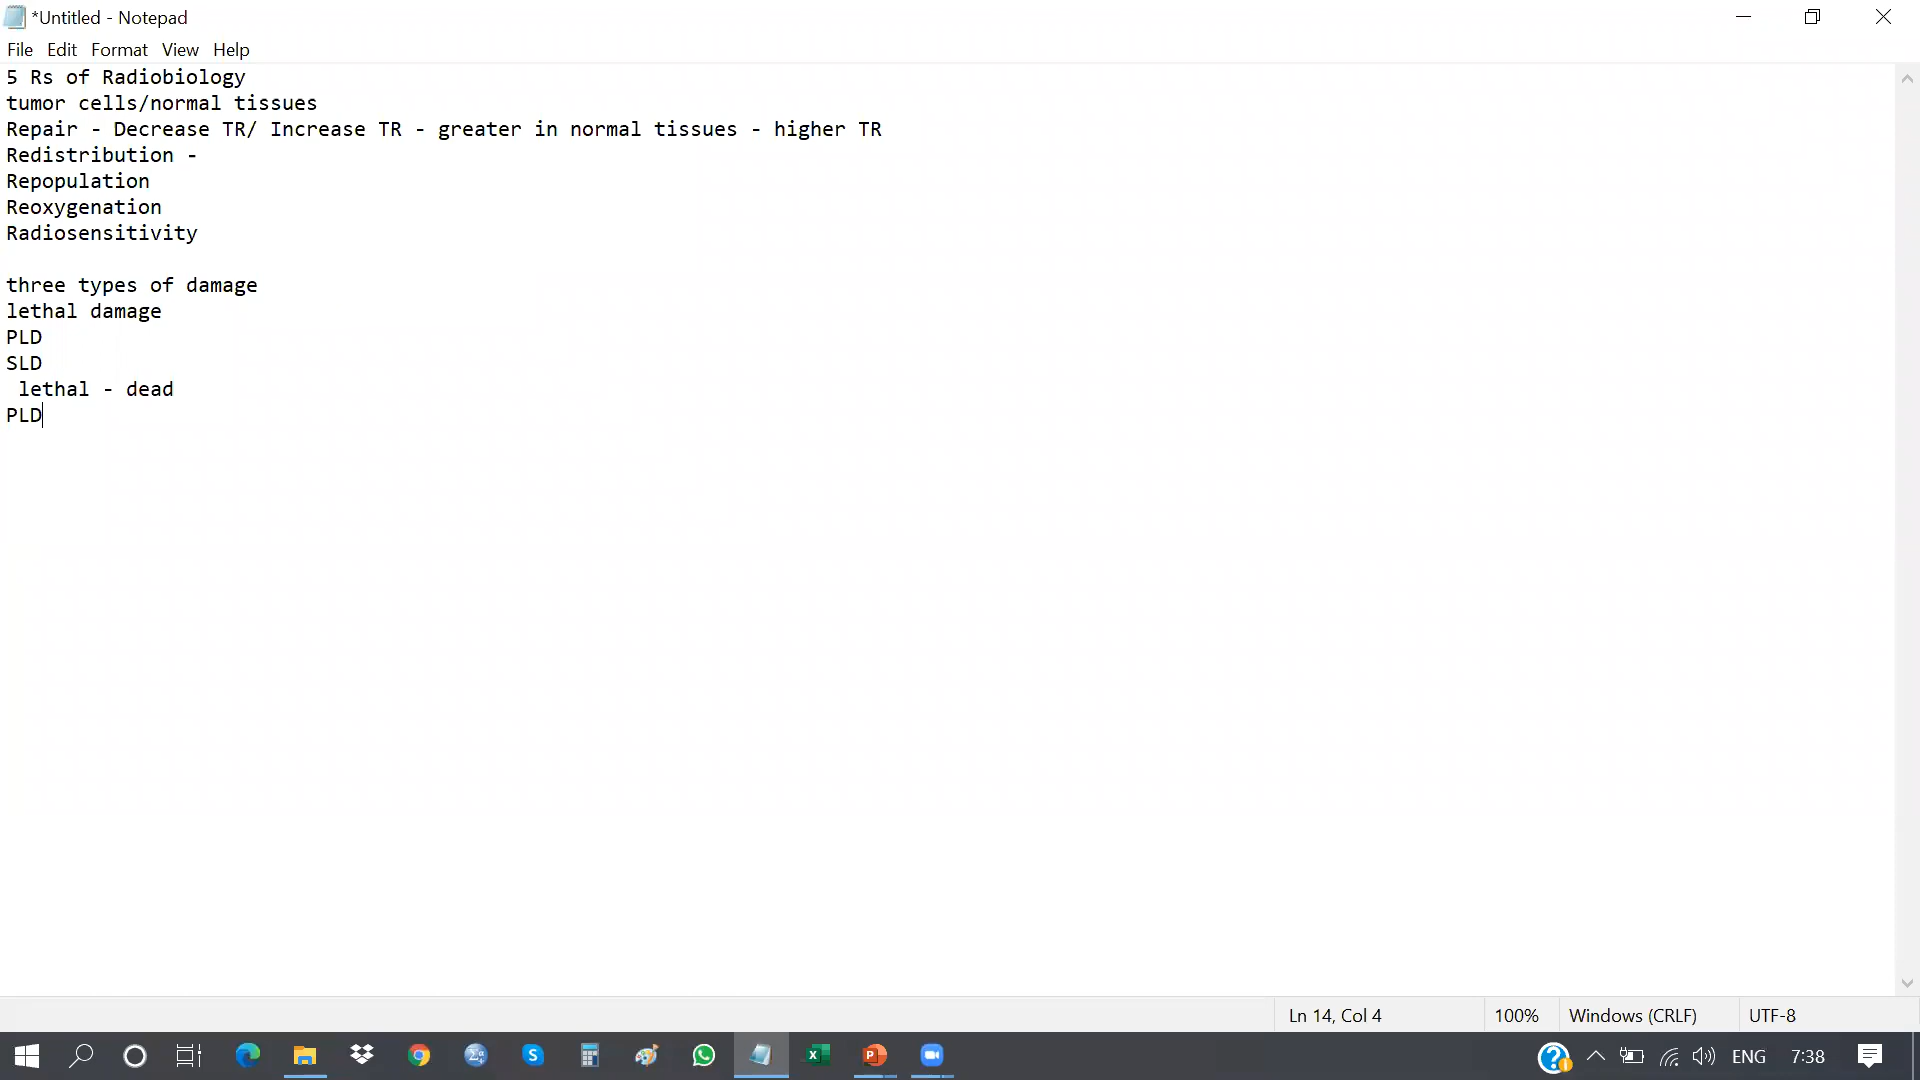 *Untitled - Notepad
File Edit Format View Help
5 Rs of Radiobiology
tumor cells/normal tissues
Repair - Decrease TR/ Increase TR - greater in normal tissues - higher TR
Redistribution -
Repopulation
Reoxygenation
Radiosensitivity

three types of damage
lethal damage
PLD
SLD
 lethal - dead
PLD
Ln 14, Col 4 100% Windows (CRLF) UTF-8
ENG 7:38